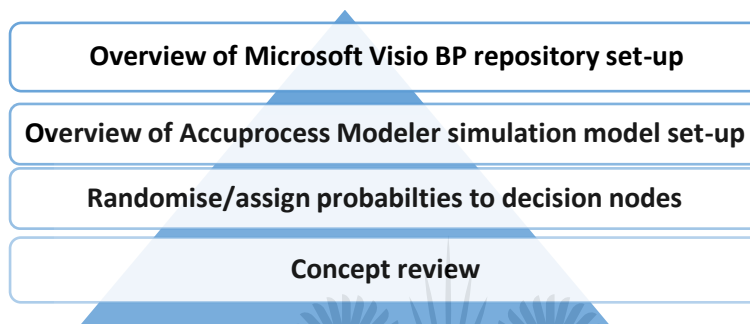 Overview of Microsoft Visio BP repository set-up
Overview of Accuprocess Modeler simulation model set-up
Randomise/assign probabilties to decision nodes
Concept review